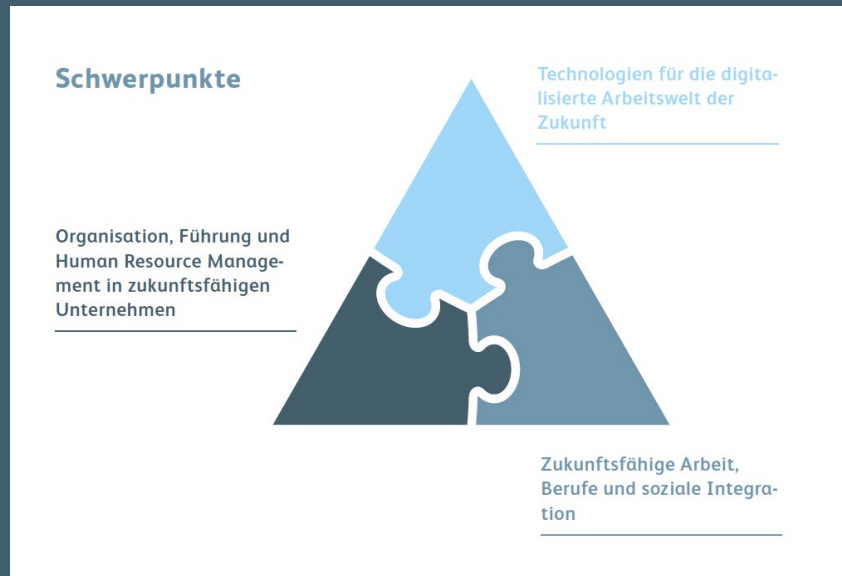 Schwerpunkte
Technologien für die digita-
lisierte Arbeitswelt der
Zukunft
Organisation, Führung und
Human Resource Manage-
ment in zukunftsfähigen
Unternehmen
Zukunftsfähige Arbeit,
Berufe und soziale Integra-
tion